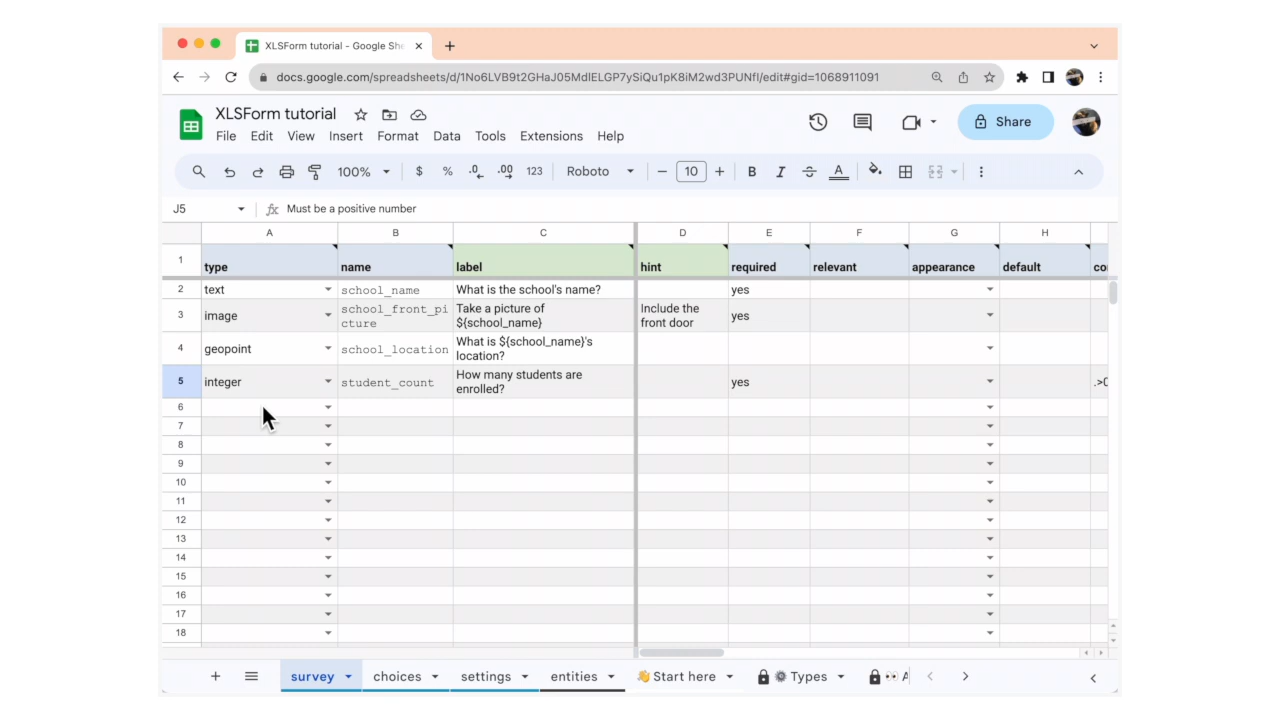 XLSForm tutorial - Google She
docs.google.com/spreadsheets/d/1No6LVB9t2GHaJ05MdlELGP7ySiQu1pK8iM2wd3PUNfI/edit#gid=1068911091
XLSForm tutorial
File Edit View Insert Format Data Tools Extensions Help
Share
100% $ % .0 .00 123 Roboto 10 B I A
J5 fx Must be a positive number
A B C D E F G H
1 type name label hint required relevant appearance default co
2 text school_name What is the school's name? yes
3 image school_front_pi
cture Take a picture of
${school_name} Include the
front door yes
4 geopoint school_location What is ${school_name}'s
location?
5 integer student_count How many students are
enrolled? yes .>0
6
7
8
9
10
11
12
13
14
15
16
17
18
survey choices settings entities Start here Types A